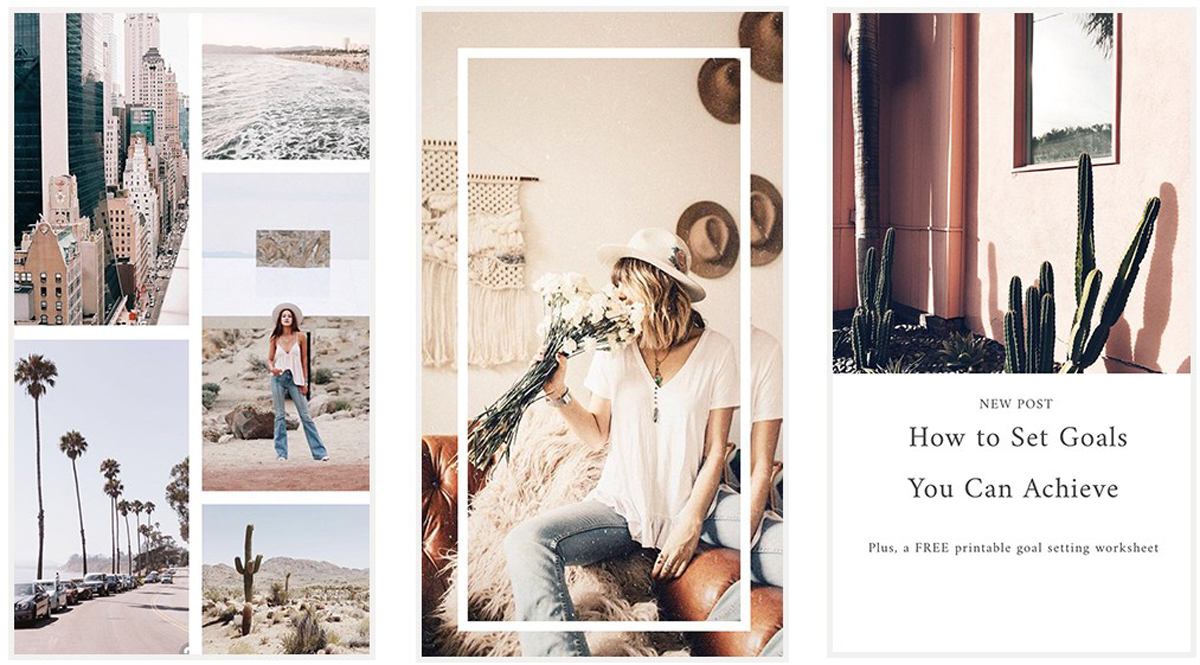 NEW POST
How to Set Goals
You Can Achieve
Plus, a FREE printable goal setting worksheet